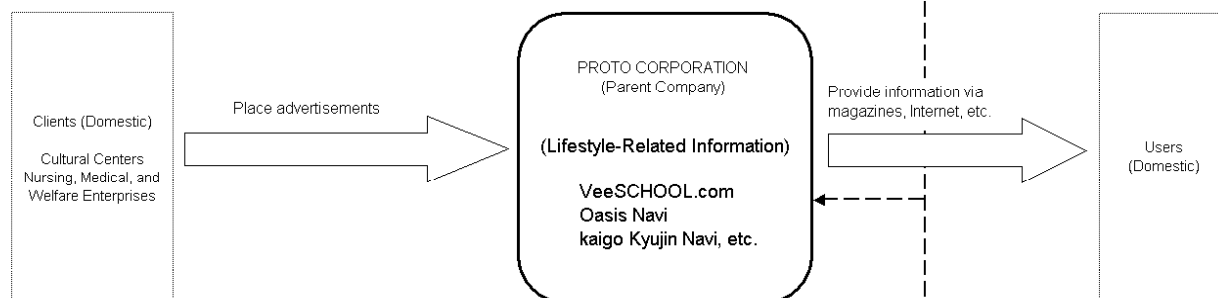 Clients (Domestic)
Cultural Centers
Nursing, Medical, and
Welfare Enterprises
Place advertisements
PROTO CORPORATION
(Parent Company)
(Lifestyle-Related Information)
VeeSCHOOL.com
Oasis Navi
kaigo Kyujin Navi, etc.
Provide information via
magazines, Internet, etc.
Users
(Domestic)